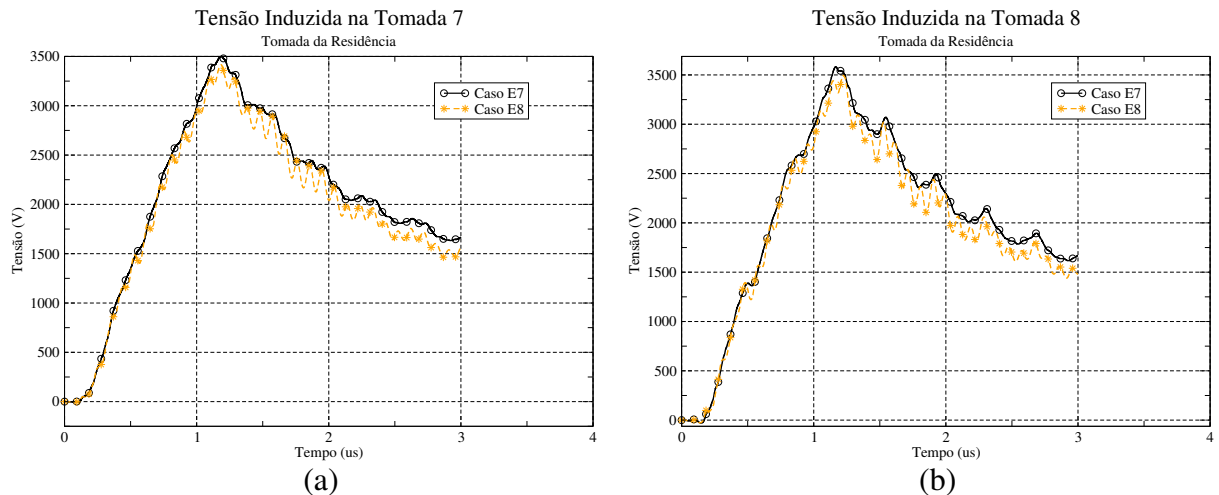 Tensão Induzida na Tomada 7
Tomada da Residência
3500
3000
2500
2000
1500
1000
500
0
Tensão (V)
Caso E7
Caso E8
0 1 2 3 4
Tempo (us)
(a)
Tensão Induzida na Tomada 8
Tomada da Residência
3500
3000
2500
2000
1500
1000
500
0
Tensão (V)
Caso E7
Caso E8
0 1 2 3 4
Tempo (us)
(b)